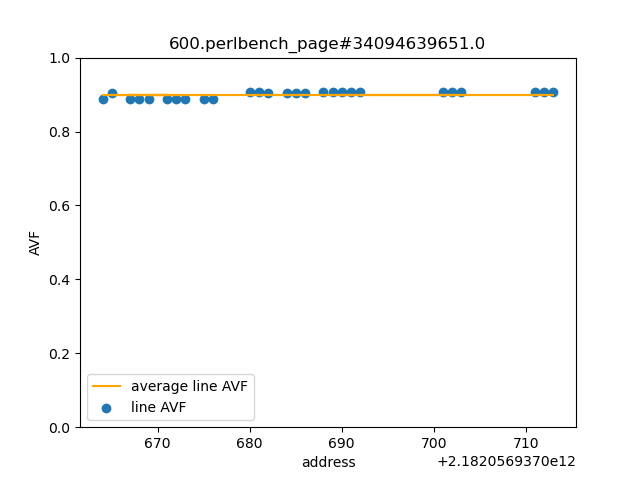 600.perlbench_page#34094639651.0
1.0
0.8
0.6
0.4
0.2
0.0
AVF
average line AVF
line AVF
670 680 690 700 710
address
+2.1820569370e12